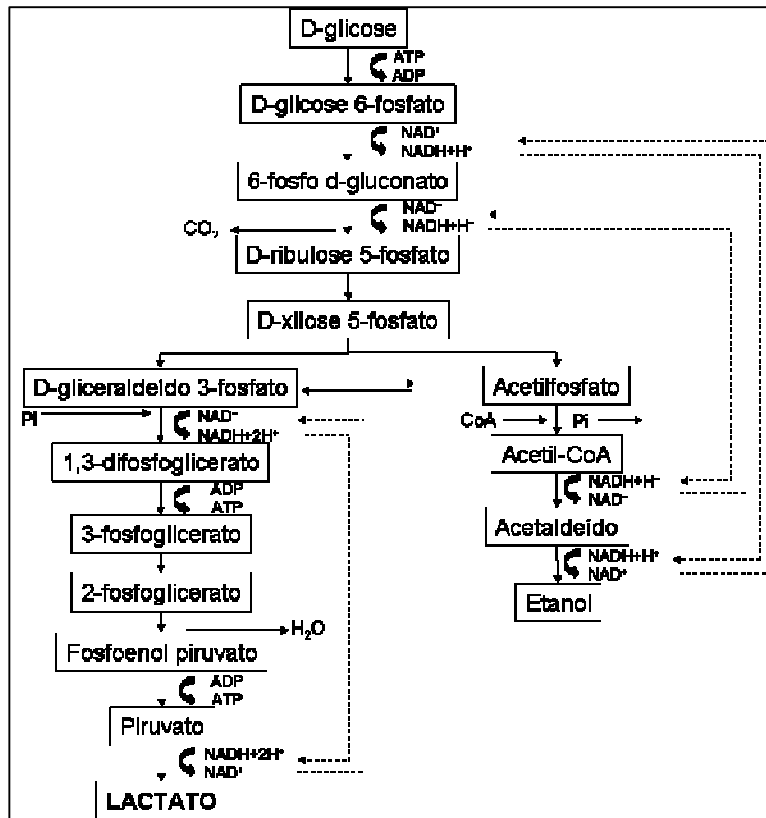 D-glicose
ATP
ADP
D-glicose 6-fosfato
NAD⁺
NADH+H⁺
6-fosfo d-gluconato
NAD⁻
NADH+H⁻
CO₂
D-ribulose 5-fosfato
D-xilose 5-fosfato
D-gliceraldeído 3-fosfato
Pi
NAD⁻
NADH+2H⁺
1,3-difosfoglicerato
ADP
ATP
3-fosfoglicerato
2-fosfoglicerato
H₂O
Fosfoenol piruvato
ADP
ATP
Piruvato
NADH+2H⁺
NAD⁺
LACTATO
Acetilfosfato
CoA
Pi
Acetil-CoA
NADH+H⁻
NAD⁻
Acetaldeído
NADH+H⁺
NAD⁺
Etanol